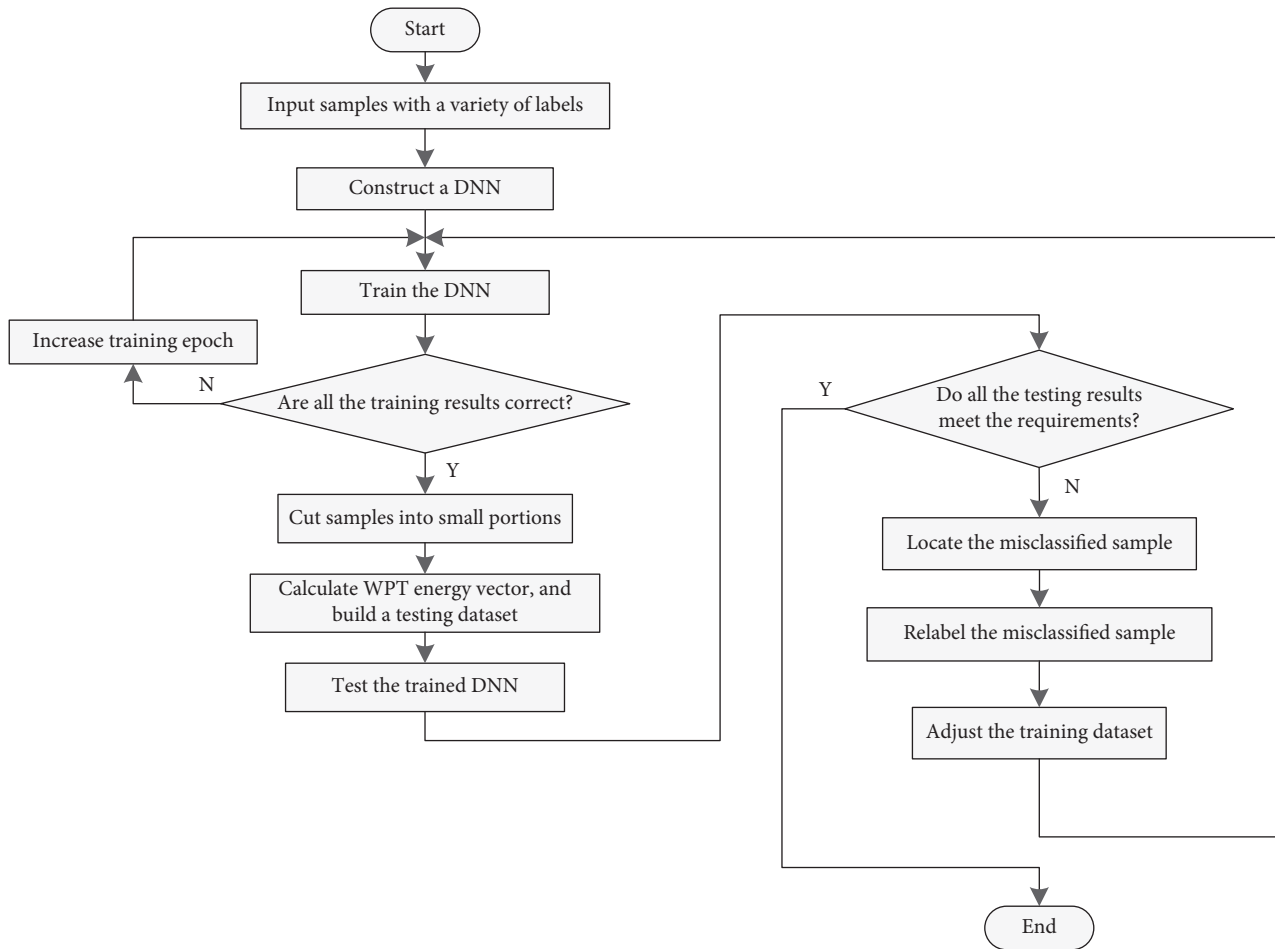 Start
Input samples with a variety of labels
Construct a DNN
Train the DNN
Increase training epoch
N
Are all the training results correct?
Y
Cut samples into small portions
Calculate WPT energy vector, and
build a testing dataset
Test the trained DNN
Y
Do all the testing results
meet the requirements?
N
Locate the misclassified sample
Relabel the misclassified sample
Adjust the training dataset
End